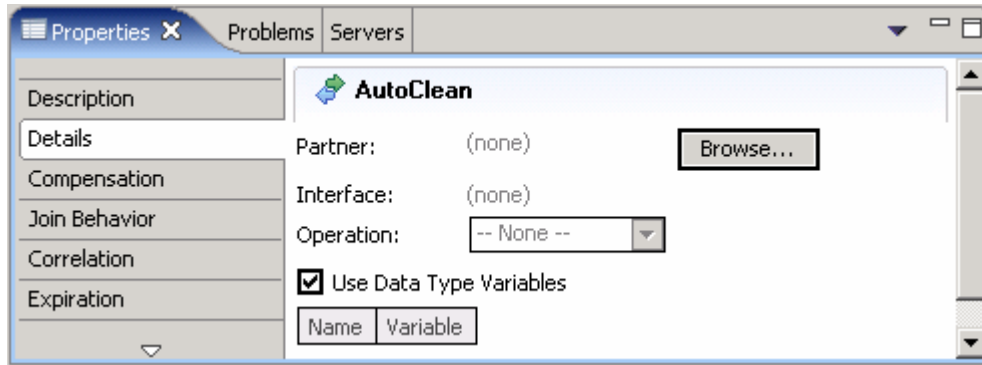 Properties Problems Servers
Description
Details
Compensation
Join Behavior
Correlation
Expiration
AutoClean
Partner: (none) Browse...
Interface: (none)
Operation: -- None --
Use Data Type Variables
Name Variable